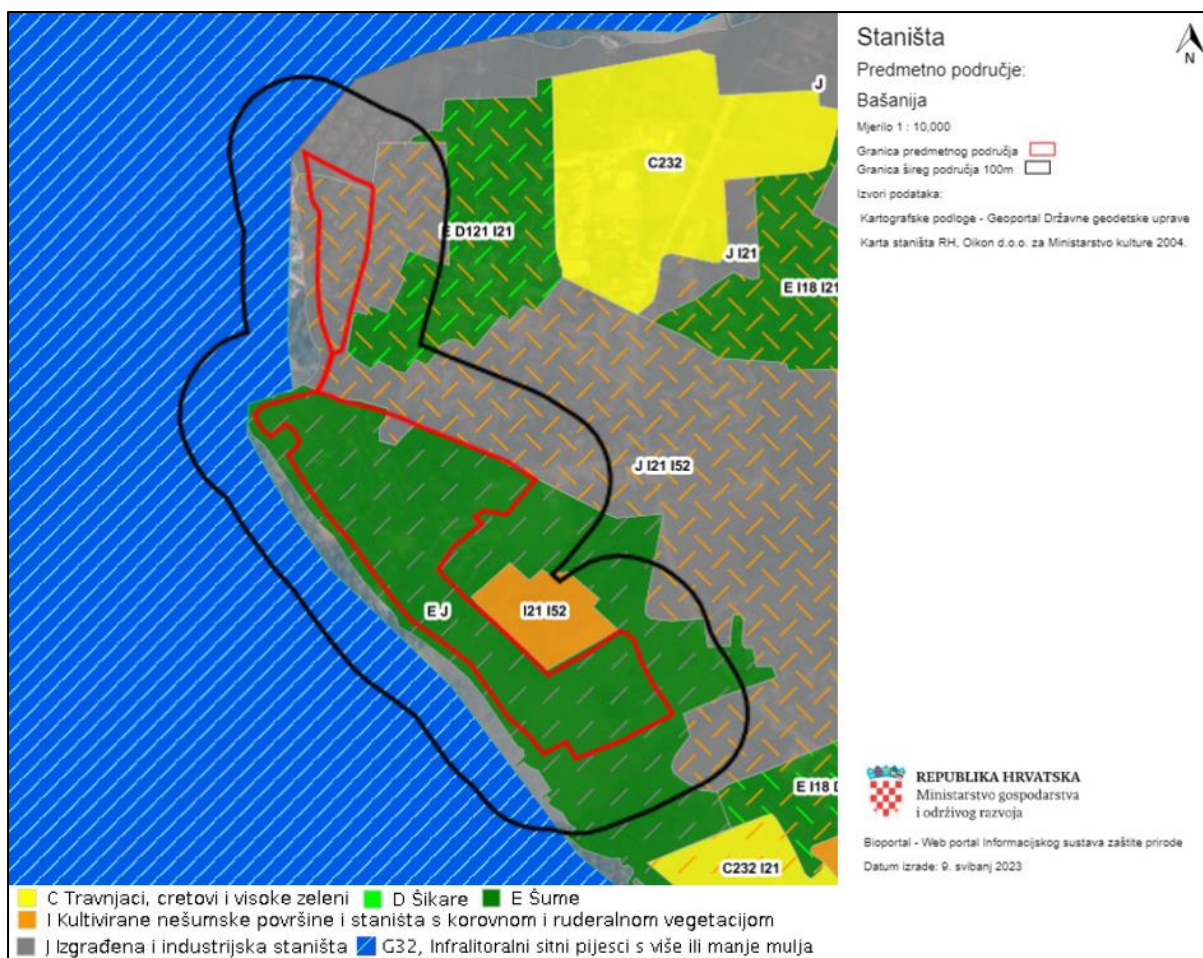 Staništa
N
Predmetno područje:
Bašanija
Mjerilo 1 : 10,000
Granica predmetnog područja
Granica šireg područja 100m
Izvori podataka:
Kartografske podloge - Geoportal Državne geodetske uprave
Karta staništa RH, Oikon d.o.o. za Ministarstvo kulture 2004.
J
C232
E D121 I21
J I21
E I18 I21
J I21 I52
I21 I52
E J
E I18 D
C232 I21
REPUBLIKA HRVATSKA
Ministarstvo gospodarstva
i održivog razvoja
Bioportal - Web portal Informacijskog sustava zaštite prirode
Datum izrade: 9. svibanj 2023
C Travnjaci, cretovi i visoke zeleni D Šikare E Šume
I Kultivirane nešumske površine i staništa s korovnom i ruderalnom vegetacijom
J Izgrađena i industrijska staništa G32, Infralitoralni sitni pijesci s više ili manje mulja